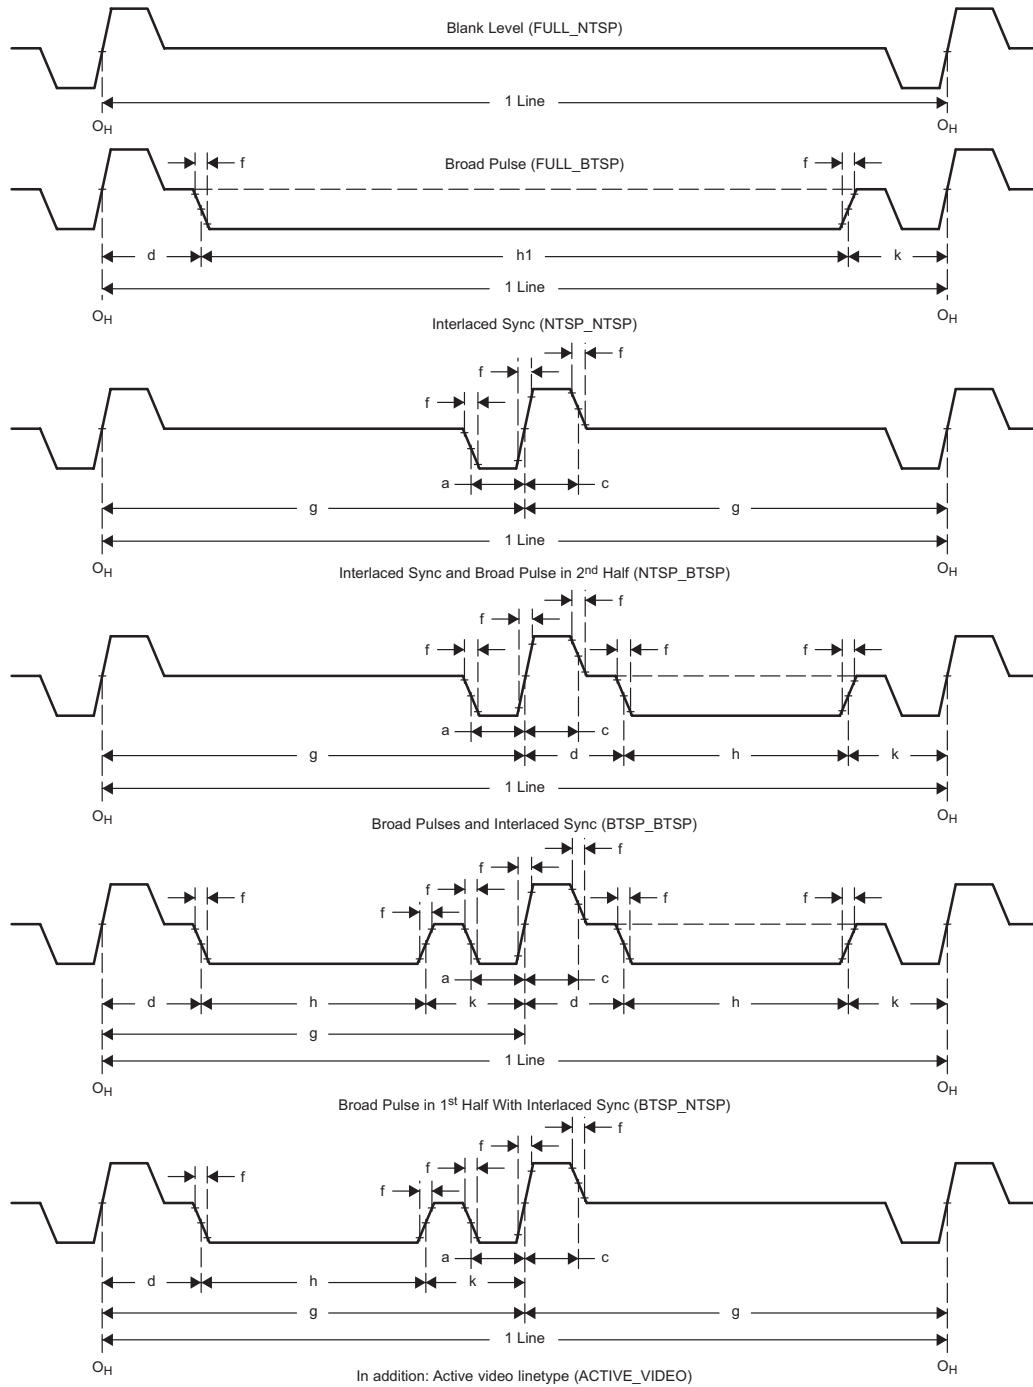 Blank Level (FULL_NTSP)
1 Line
OH OH
f Broad Pulse (FULL_BTSP) f
d h1 k
1 Line
OH OH
Interlaced Sync (NTSP_NTSP)
f
f
f
a c
g g
1 Line
OH OH
Interlaced Sync and Broad Pulse in 2nd Half (NTSP_BTSP)
f
f
f f f
a c
g d h k
1 Line
OH OH
Broad Pulses and Interlaced Sync (BTSP_BTSP)
f
f
f f f f
f
a c
d h k d h k
g
1 Line
OH OH
Broad Pulse in 1st Half With Interlaced Sync (BTSP_NTSP)
f
f
f f
f
a c
d h k
g g
1 Line
OH OH
In addition: Active video linetype (ACTIVE_VIDEO)